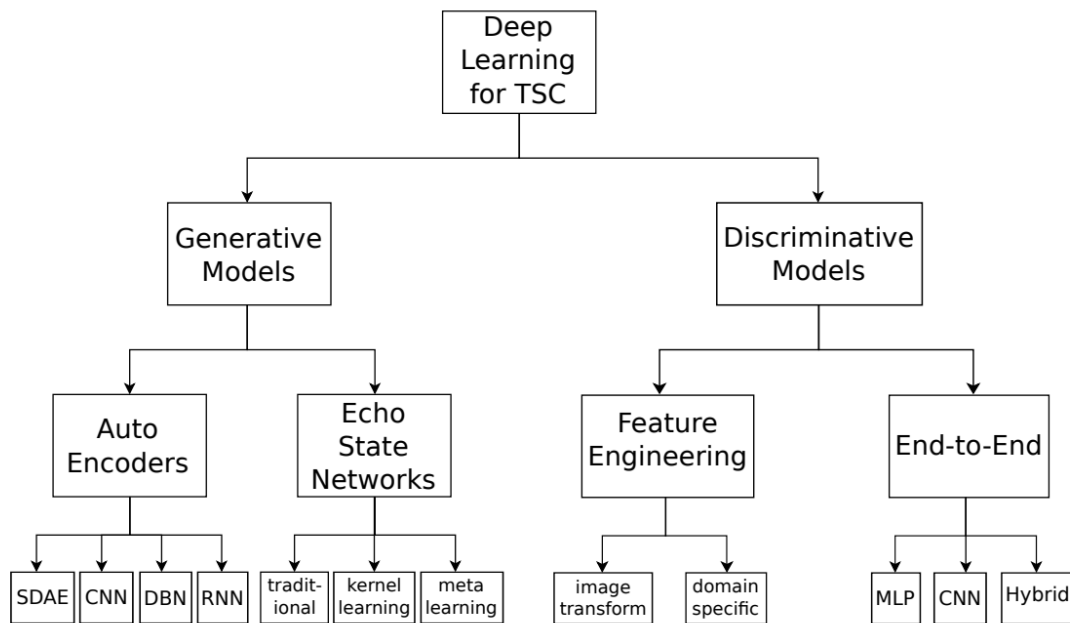 Deep
Learning
for TSC
Generative
Models
Discriminative
Models
Auto
Encoders
Echo
State
Networks
Feature
Engineering
End-to-End
SDAE
CNN
DBN
RNN
tradit-
ional
kernel
learning
meta
learning
image
transform
domain
specific
MLP
CNN
Hybrid